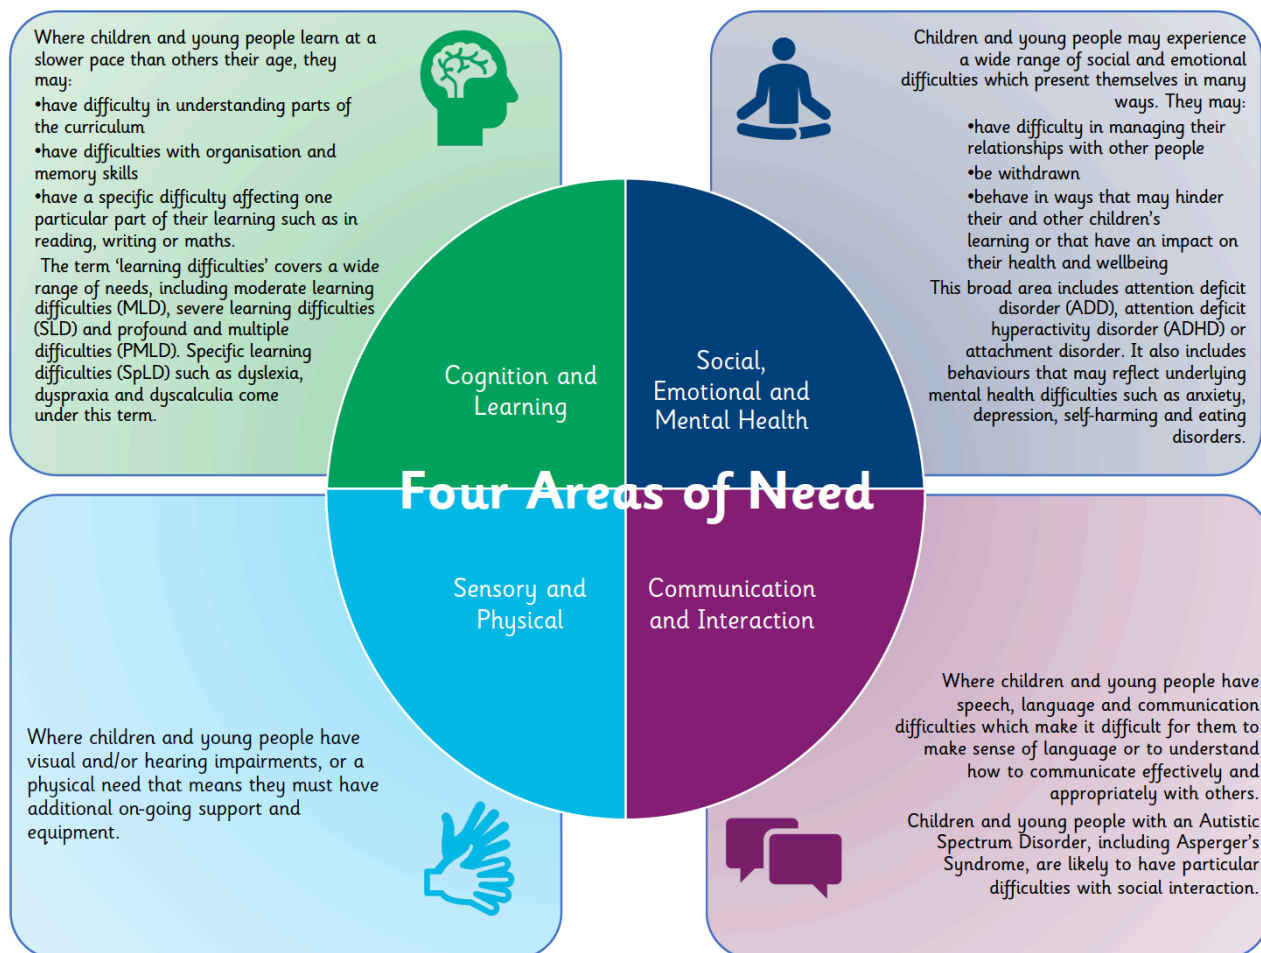 Where children and young people learn at a
slower pace than others their age, they
may:
•have difficulty in understanding parts of
the curriculum
•have difficulties with organisation and
memory skills
•have a specific difficulty affecting one
particular part of their learning such as in
reading, writing or maths.
The term ‘learning difficulties’ covers a wide
range of needs, including moderate learning
difficulties (MLD), severe learning difficulties
(SLD) and profound and multiple
difficulties (PMLD). Specific learning
difficulties (SpLD) such as dyslexia,
dyspraxia and dyscalculia come
under this term.
Children and young people may experience
a wide range of social and emotional
difficulties which present themselves in many
ways. They may:
•have difficulty in managing their
relationships with other people
•be withdrawn
•behave in ways that may hinder
their and other children’s
learning or that have an impact on
their health and wellbeing
This broad area includes attention deficit
disorder (ADD), attention deficit
hyperactivity disorder (ADHD) or
attachment disorder. It also includes
behaviours that may reflect underlying
mental health difficulties such as anxiety,
depression, self-harming and eating
disorders.
Cognition and
Learning
Social,
Emotional and
Mental Health
Four Areas of Need
Sensory and
Physical
Communication
and Interaction
Where children and young people have
visual and/or hearing impairments, or a
physical need that means they must have
additional on-going support and
equipment.
Where children and young people have
speech, language and communication
difficulties which make it difficult for them to
make sense of language or to understand
how to communicate effectively and
appropriately with others.
Children and young people with an Autistic
Spectrum Disorder, including Asperger’s
Syndrome, are likely to have particular
difficulties with social interaction.